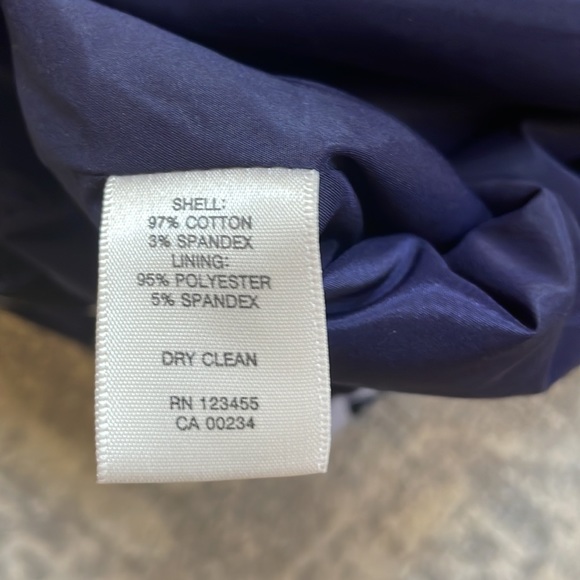 SHELL:
97% COTTON
3% SPANDEX
LINING:
95% POLYESTER
5% SPANDEX
DRY CLEAN
RN 123455
CA 00234